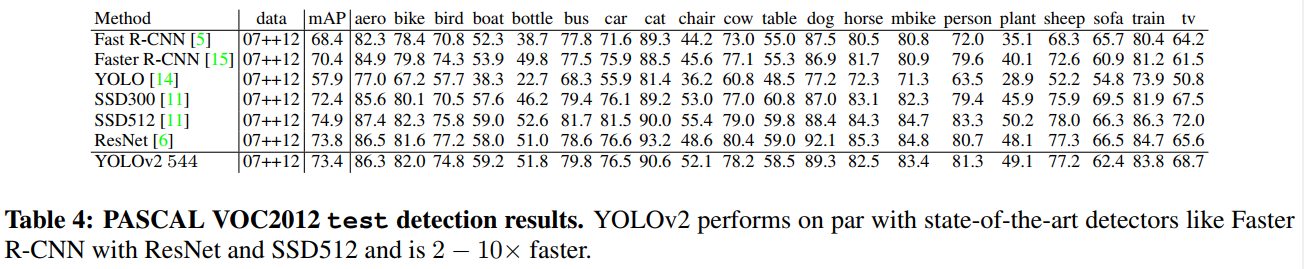 Method data mAP aero bike bird boat bottle bus car cat chair cow table dog horse mbike person plant sheep sofa train tv
Fast R-CNN [5] 07++12 68.4 82.3 78.4 70.8 52.3 38.7 77.8 71.6 89.3 44.2 73.0 55.0 87.5 80.5 80.8 72.0 35.1 68.3 65.7 80.4 64.2
Faster R-CNN [15] 07++12 70.4 84.9 79.8 74.3 53.9 49.8 77.5 75.9 88.5 45.6 77.1 55.3 86.9 81.7 80.9 79.6 40.1 72.6 60.9 81.2 61.5
YOLO [14] 07++12 57.9 77.0 67.2 57.7 38.3 22.7 68.3 55.9 81.4 36.2 60.8 48.5 77.2 72.3 71.3 63.5 28.9 52.2 54.8 73.9 50.8
SSD300 [11] 07++12 72.4 85.6 80.1 70.5 57.6 46.2 79.4 76.1 89.2 53.0 77.0 60.8 87.0 83.1 82.3 79.4 45.9 75.9 69.5 81.9 67.5
SSD512 [11] 07++12 74.9 87.4 82.3 75.8 59.0 52.6 81.7 81.5 90.0 55.4 79.0 59.8 88.4 84.3 84.7 83.3 50.2 78.0 66.3 86.3 72.0
ResNet [6] 07++12 73.8 86.5 81.6 77.2 58.0 51.0 78.6 76.6 93.2 48.6 80.4 59.0 92.1 85.3 84.8 80.7 48.1 77.3 66.5 84.7 65.6
YOLOv2 544 07++12 73.4 86.3 82.0 74.8 59.2 51.8 79.8 76.5 90.6 52.1 78.2 58.5 89.3 82.5 83.4 81.3 49.1 77.2 62.4 83.8 68.7
Table 4: PASCAL VOC2012 test detection results. YOLOv2 performs on par with state-of-the-art detectors like Faster
R-CNN with ResNet and SSD512 and is 2 − 10× faster.